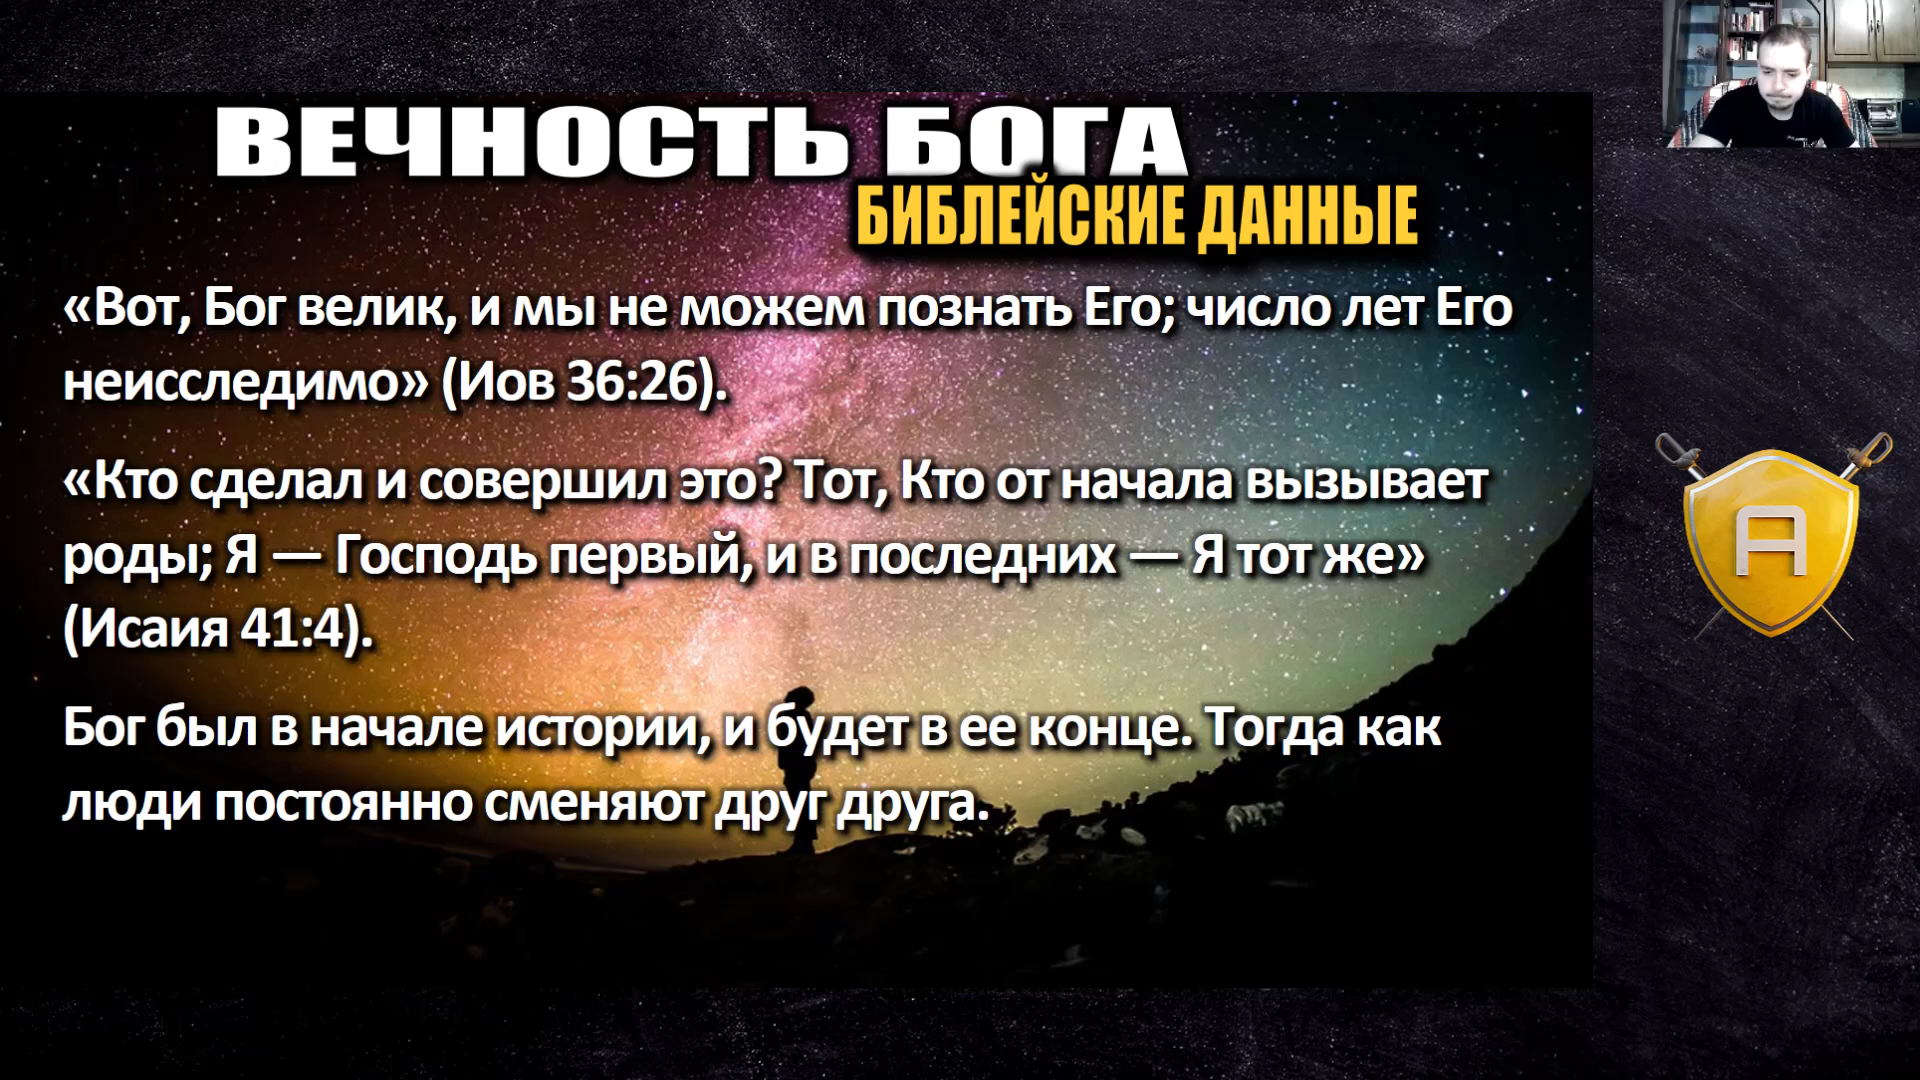 ВЕЧНОСТЬ БОГА
БИБЛЕЙСКИЕ ДАННЫЕ
«Вот, Бог велик, и мы не можем познать Его; число лет Его
неисследимо» (Иов 36:26).
«Кто сделал и совершил это? Тот, Кто от начала вызывает
роды; Я — Господь первый, и в последних — Я тот же»
(Исаия 41:4).
Бог был в начале истории, и будет в ее конце. Тогда как
люди постоянно сменяют друг друга.
A